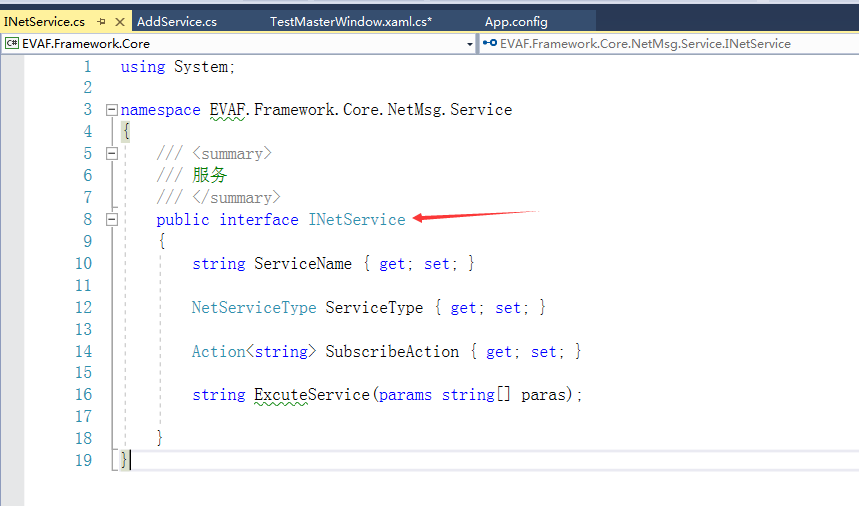 INetService.cs AddService.cs TestMasterWindow.xaml.cs* App.config
C# EVAF.Framework.Core EVAF.Framework.Core.NetMsg.Service.INetService
1 using System;
2
3 namespace EVAF.Framework.Core.NetMsg.Service
4 {
5 /// <summary>
6 /// 服务
7 /// </summary>
8 public interface INetService
9 {
10 string ServiceName { get; set; }
11
12 NetServiceType ServiceType { get; set; }
13
14 Action<string> SubscribeAction { get; set; }
15
16 string ExcuteService(params string[] paras);
17
18 }
19 }